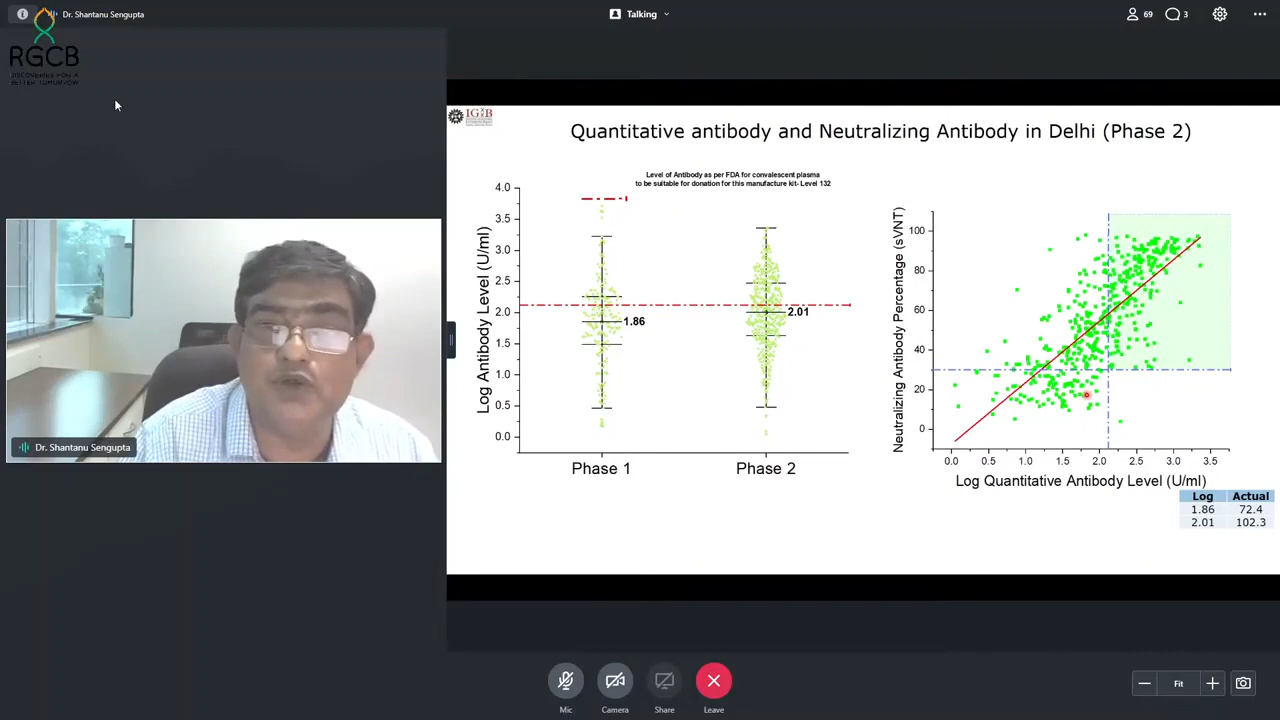 Dr. Shantanu Sengupta
Talking
69
3
RGCB
DISCOVERIES FOR A
BETTER TOMORROW
IGIB
Quantitative antibody and Neutralizing Antibody in Delhi (Phase 2)
Level of Antibody as per FDA for convalescent plasma
to be suitable for donation for this manufacture kit- Level 132
Log Antibody Level (U/ml)
4.0
3.5
3.0
2.5
2.0
1.5
1.0
0.5
0.0
1.86
2.01
Phase 1
Phase 2
Neutralizing Antibody Percentage (sVNT)
100
80
60
40
20
0
0.0 0.5 1.0 1.5 2.0 2.5 3.0 3.5
Log Quantitative Antibody Level (U/ml)
Log Actual
1.86 72.4
2.01 102.3
Dr. Shantanu Sengupta
Mic
Camera
Share
Leave
Fit